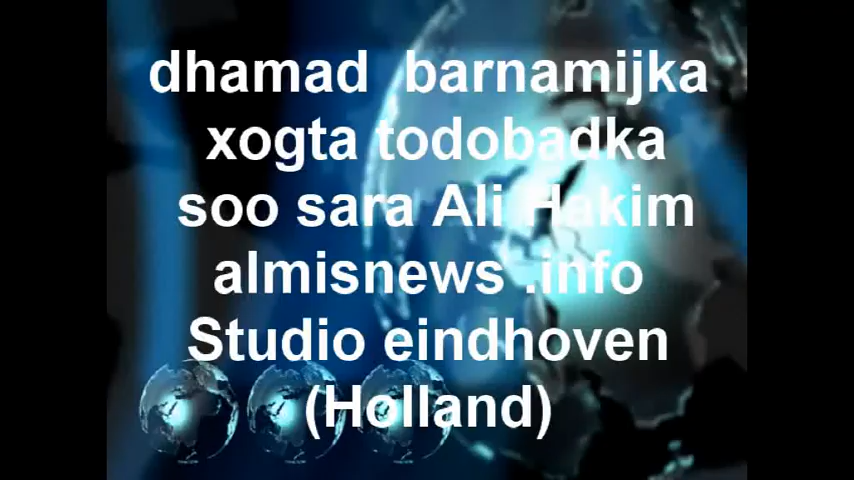 dhamad barnamijka
xogta todobadka
soo sara Ali Hakim
almisnews .info
Studio eindhoven
(Holland)